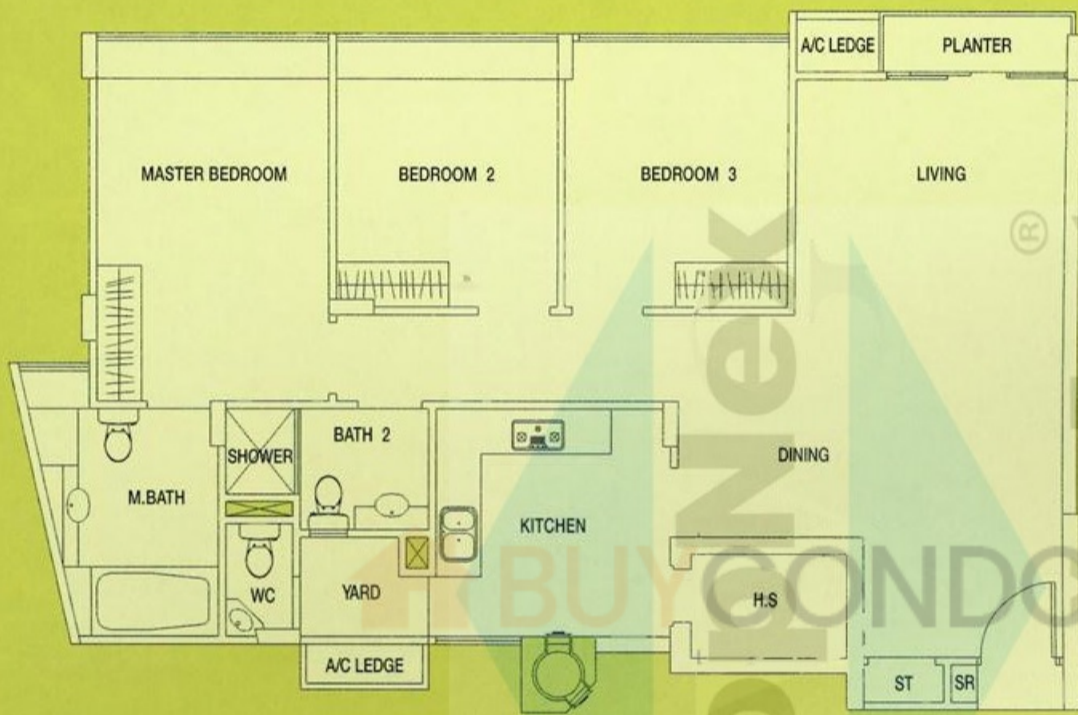 A/C LEDGE
PLANTER
MASTER BEDROOM
BEDROOM 2
BEDROOM 3
LIVING
®
SHOWER
BATH 2
DINING
M.BATH
KITCHEN
WC
YARD
H.S
BUYCONDO
A/C LEDGE
ST
SR